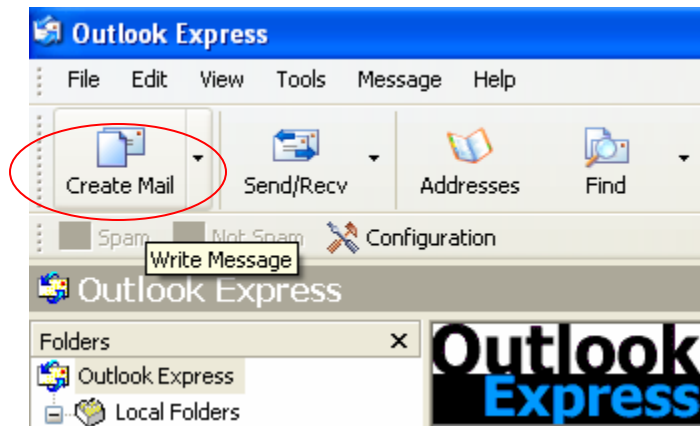 Outlook Express
File Edit View Tools Message Help
Create Mail Send/Recv Addresses Find
Spam Not Spam Configuration
Write Message
Outlook Express
Folders
Outlook Express
Local Folders
Outlook
Express